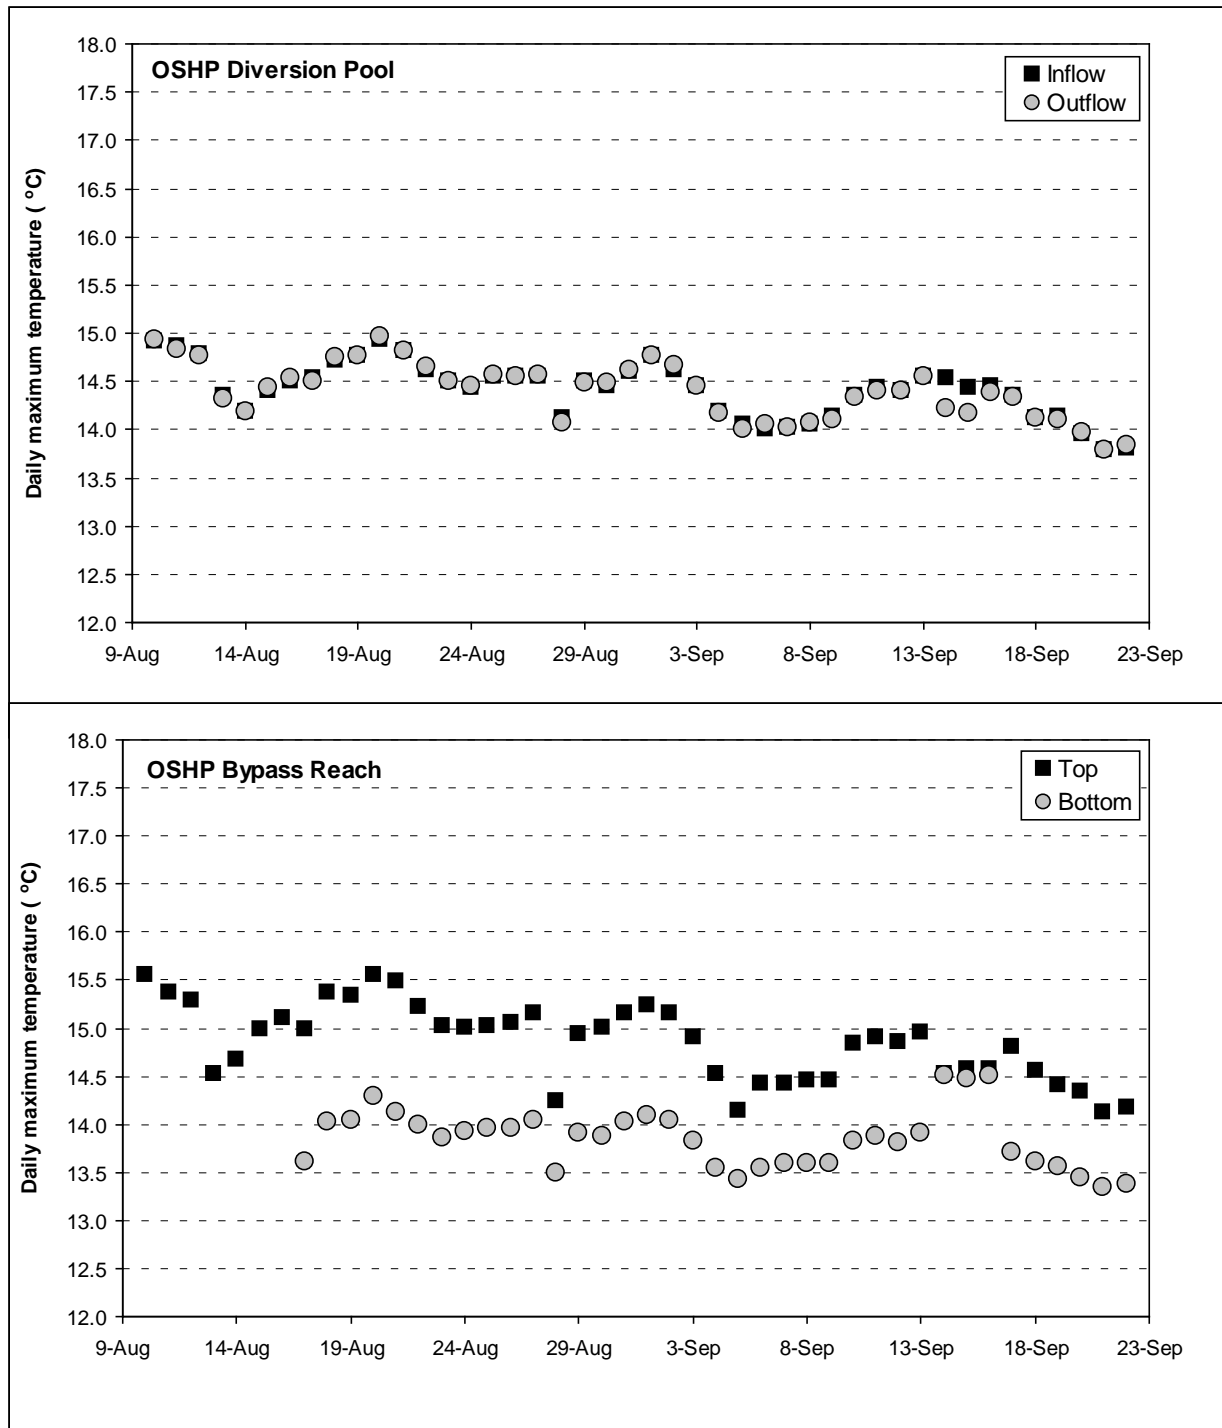 OSHP Diversion Pool
Inflow
Outflow
Daily maximum temperature ( °C)
18.0
17.5
17.0
16.5
16.0
15.5
15.0
14.5
14.0
13.5
13.0
12.5
12.0
9-Aug 14-Aug 19-Aug 24-Aug 29-Aug 3-Sep 8-Sep 13-Sep 18-Sep 23-Sep
OSHP Bypass Reach
Top
Bottom
Daily maximum temperature ( °C)
18.0
17.5
17.0
16.5
16.0
15.5
15.0
14.5
14.0
13.5
13.0
12.5
12.0
9-Aug 14-Aug 19-Aug 24-Aug 29-Aug 3-Sep 8-Sep 13-Sep 18-Sep 23-Sep